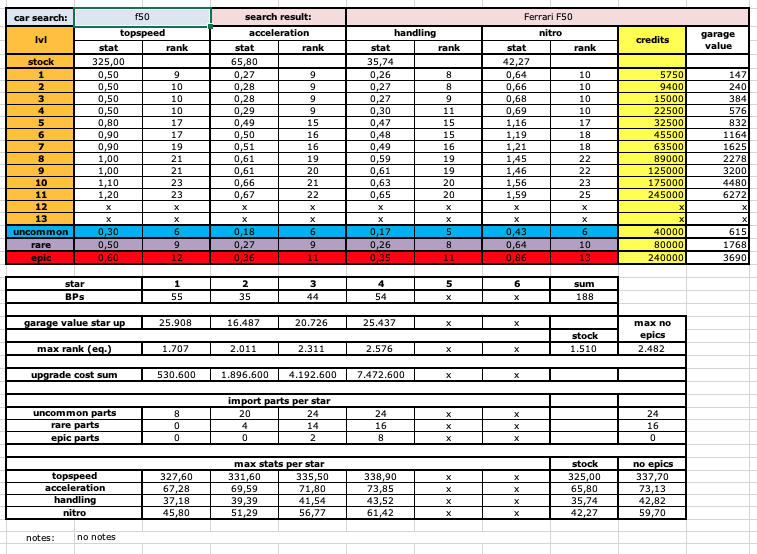 car search: f50 search result: Ferrari F50
lvl topspeed acceleration handling nitro credits garage value
stat rank stat rank stat rank stat rank
stock 325,00 65,80 35,74 42,27
1 0,50 9 0,27 9 0,26 8 0,64 10 5750 147
2 0,50 10 0,28 9 0,27 8 0,66 10 9400 240
3 0,50 10 0,28 9 0,27 9 0,68 10 15000 384
4 0,50 10 0,29 9 0,30 11 0,69 10 22500 576
5 0,80 17 0,49 15 0,47 15 1,16 17 32500 832
6 0,90 17 0,50 16 0,48 15 1,19 18 45500 1164
7 0,90 19 0,51 16 0,49 16 1,21 18 63500 1625
8 1,00 21 0,61 19 0,59 19 1,45 22 89000 2278
9 1,00 21 0,61 20 0,61 19 1,46 22 125000 3200
10 1,10 23 0,66 21 0,63 20 1,56 23 175000 4480
11 1,20 23 0,67 22 0,65 20 1,59 25 245000 6272
12 x x x x x x x x x x
13 x x x x x x x x x x
uncommon 0,30 6 0,18 6 0,17 5 0,43 6 40000 615
rare 0,50 9 0,27 9 0,26 8 0,64 10 80000 1768
epic 0,60 12 0,36 11 0,35 11 0,86 13 240000 3690
star 1 2 3 4 5 6 sum
BPs 55 35 44 54 x x 188
garage value star up 25.908 16.487 20.726 25.437 x x max no epics
stock
max rank (eq.) 1.707 2.011 2.311 2.576 x x 1.510 2.482
upgrade cost sum 530.600 1.896.600 4.192.600 7.472.600 x x
import parts per star
uncommon parts 8 20 24 24 x x 24
rare parts 0 4 14 16 x x 16
epic parts 0 0 2 8 x x 0
max stats per star stock no epics
topspeed 327,60 331,60 335,50 338,90 x x 325,00 337,70
acceleration 67,28 69,59 71,80 73,85 x x 65,80 73,13
handling 37,18 39,39 41,54 43,52 x x 35,74 42,82
nitro 45,80 51,29 56,77 61,42 x x 42,27 59,70
notes: no notes